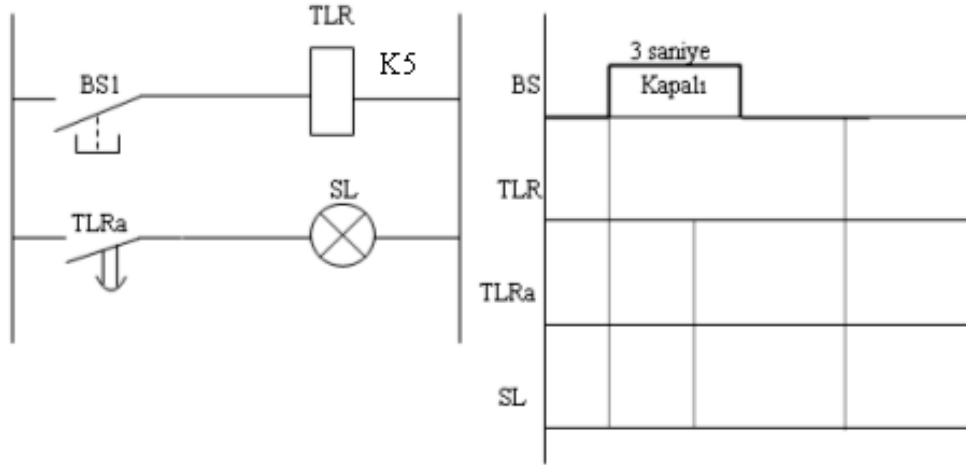 TLR
K5
BS1
SL
TLRa
3 saniye
BS
Kapalı
TLR
TLRa
SL